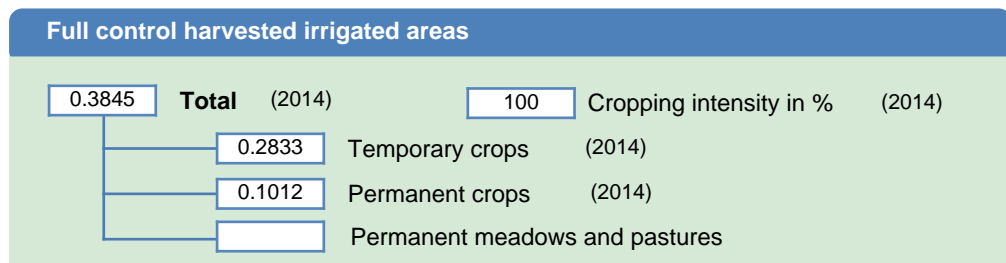 Full control harvested irrigated areas
0.3845 Total (2014) 100 Cropping intensity in % (2014)
0.2833 Temporary crops (2014)
0.1012 Permanent crops (2014)
Permanent meadows and pastures